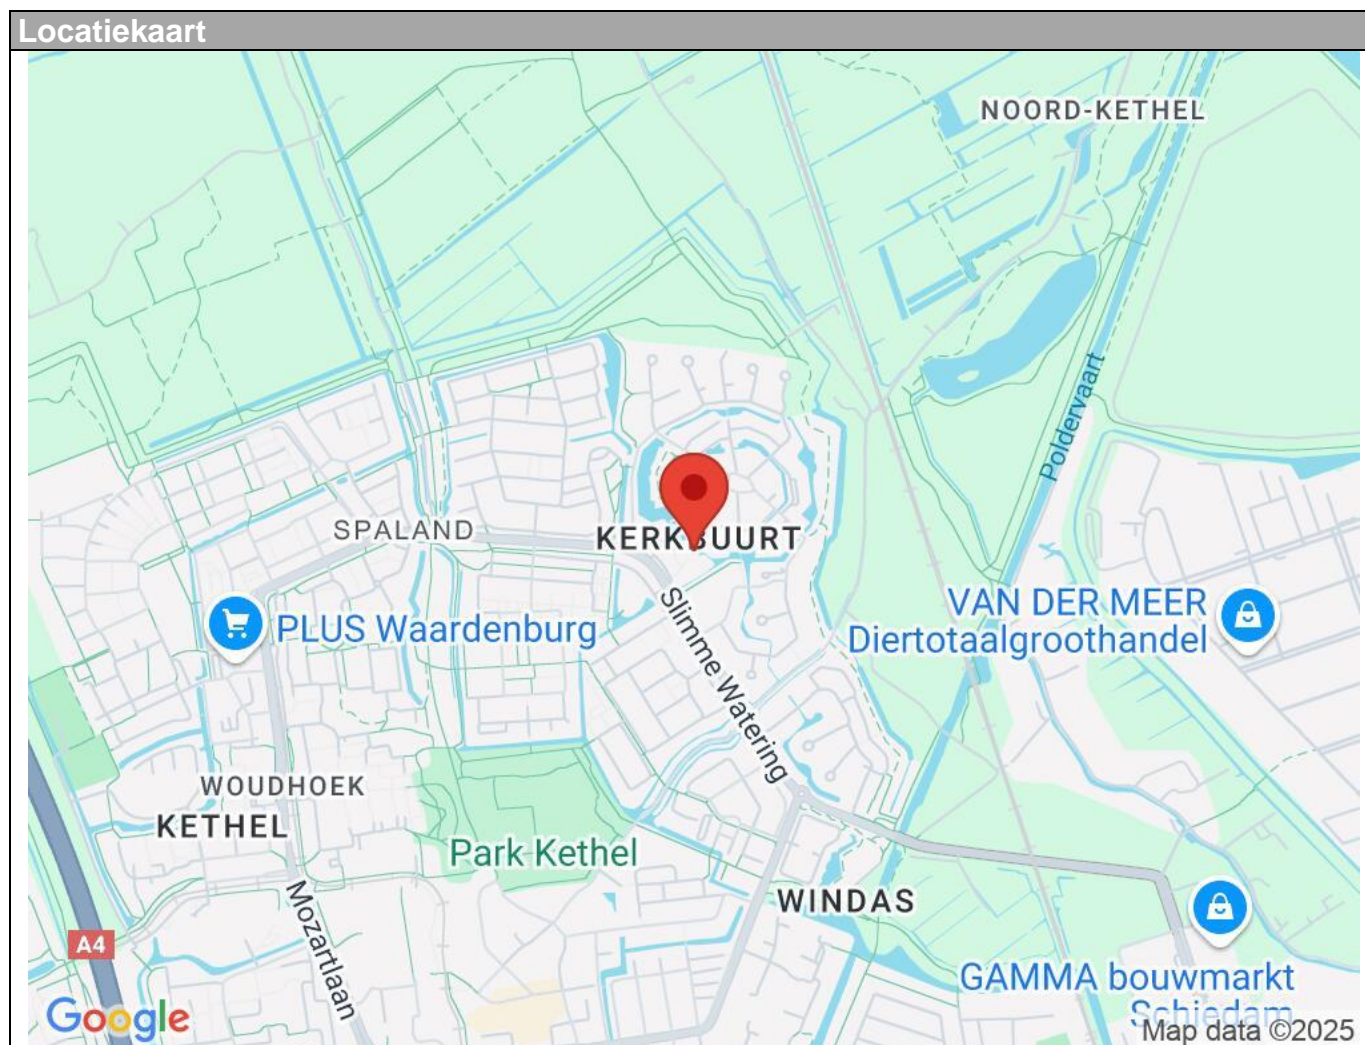 Locatiekaart
NOORD-KETHEL
Poldervaart
SPALAND
KERKBUURT
VAN DER MEER
Diertotaalgroothandel
PLUS Waardenburg
Slimme Watering
WOUDHOEK
KETHEL
Park Kethel
Mozartlaan
WINDAS
A4
GAMMA bouwmarkt
Schiedam
Google
Map data ©2025